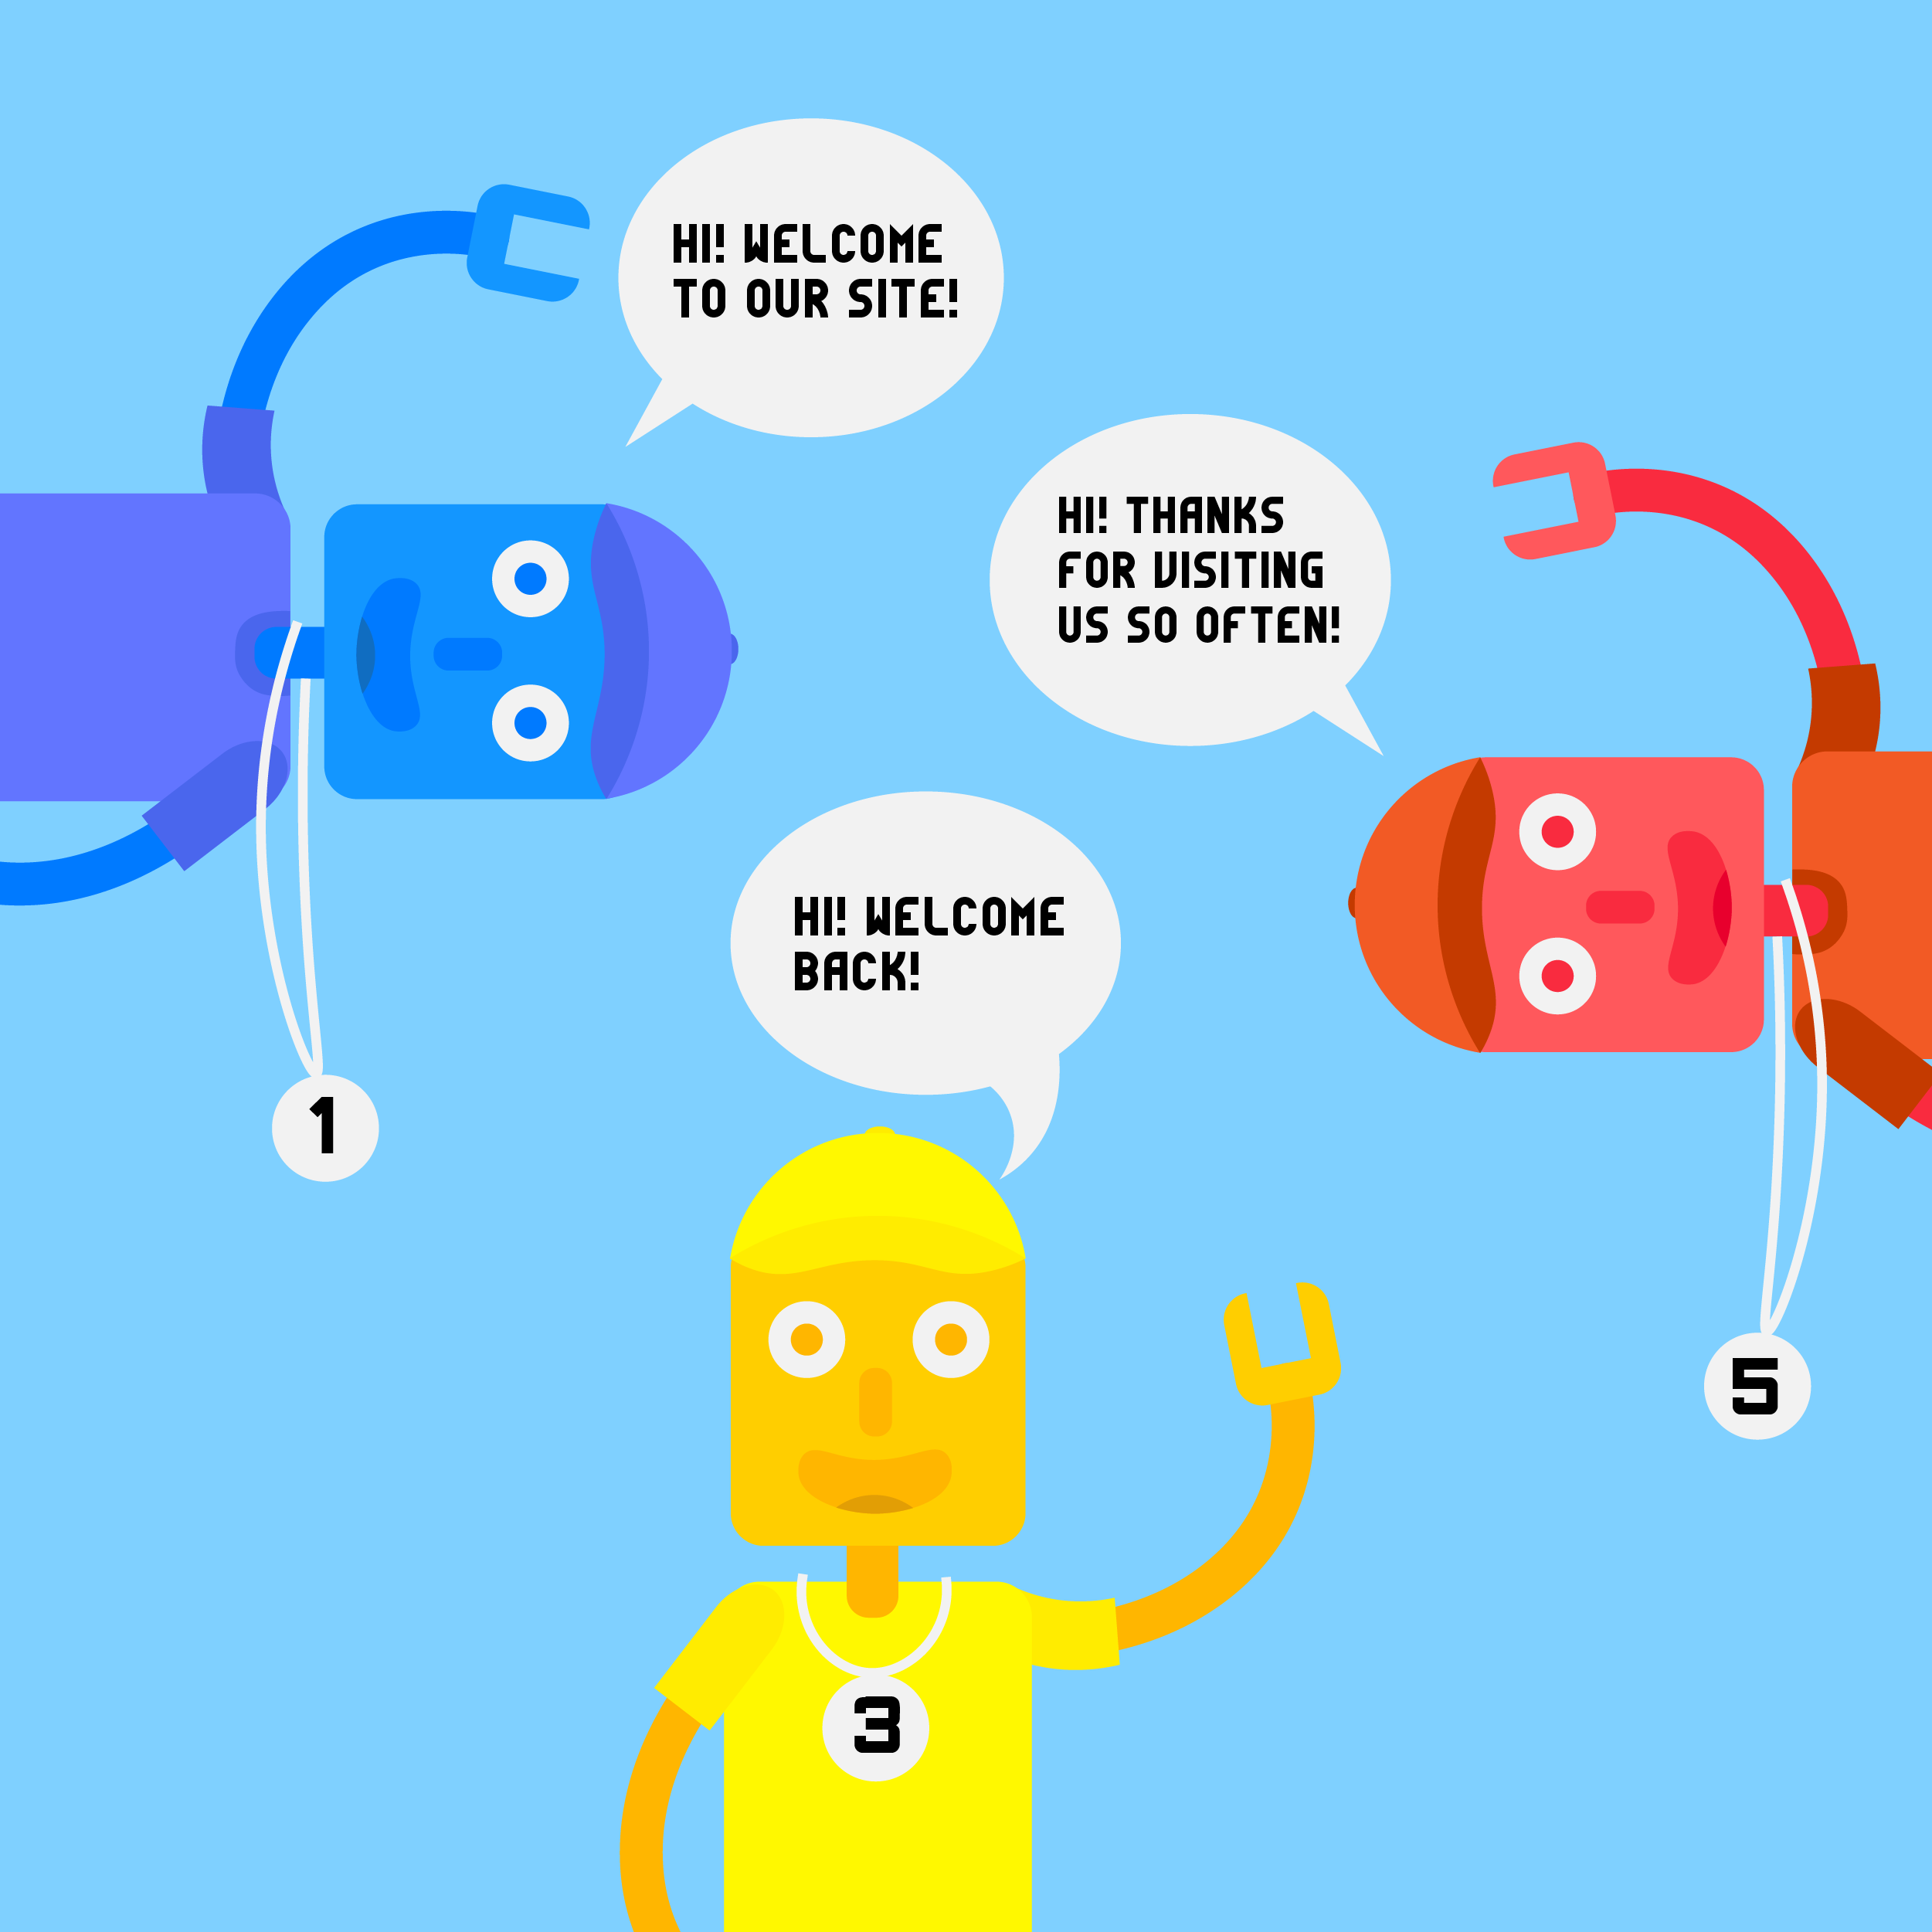 HI! WELCOME
TO OUR SITE!
HI! THANKS
FOR VISITING
US SO OFTEN!
HI! WELCOME
BACK!
1
5
3